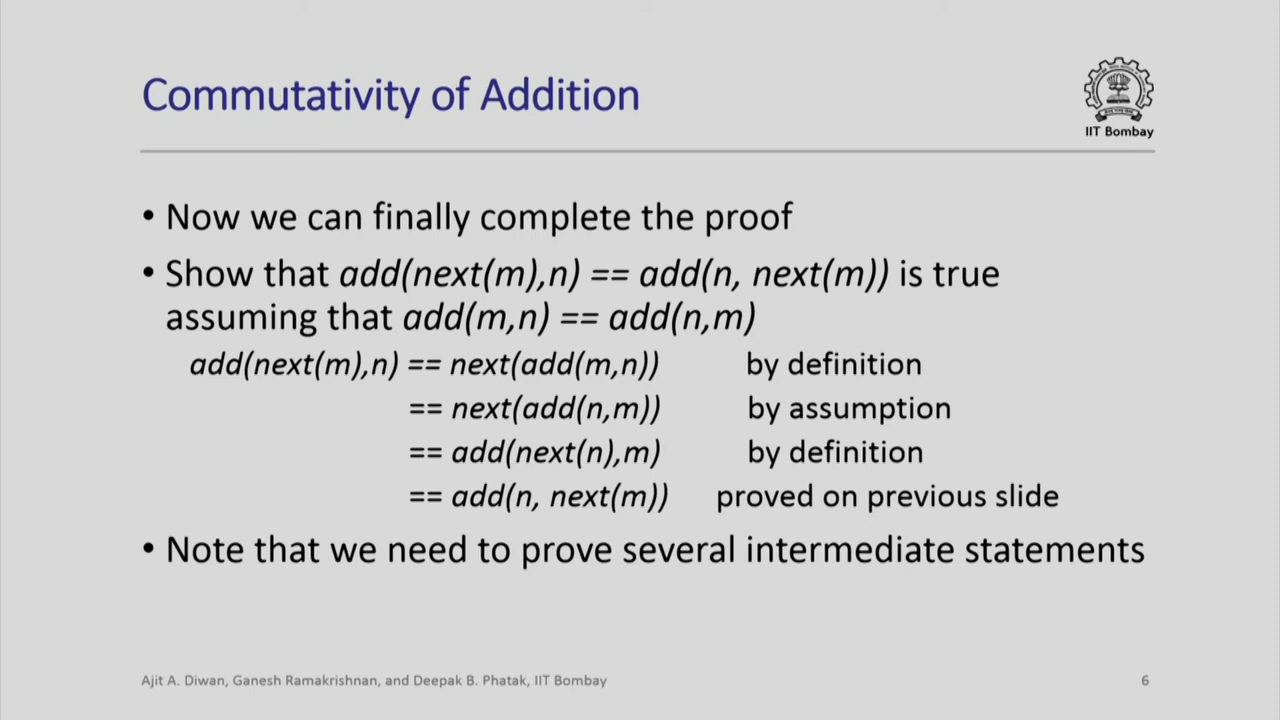 Commutativity of Addition
IIT Bombay
• Now we can finally complete the proof
• Show that add(next(m),n) == add(n, next(m)) is true
assuming that add(m,n) == add(n,m)
add(next(m),n) == next(add(m,n)) by definition
== next(add(n,m)) by assumption
== add(next(n),m) by definition
== add(n, next(m)) proved on previous slide
• Note that we need to prove several intermediate statements
Ajit A. Diwan, Ganesh Ramakrishnan, and Deepak B. Phatak, IIT Bombay 6